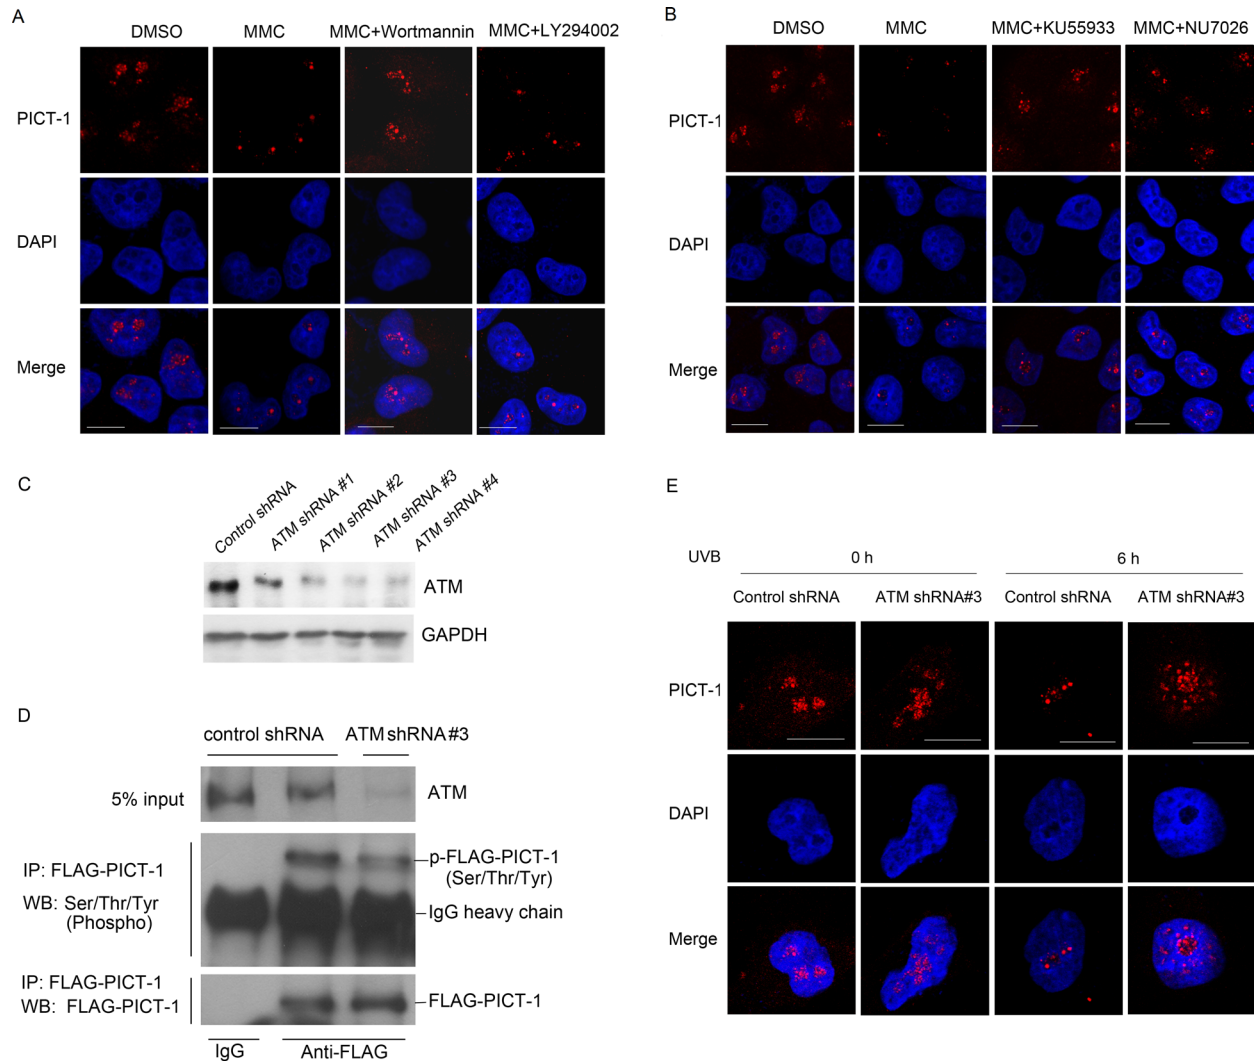 A
DMSO MMC MMC+Wortmannin MMC+LY294002
PICT-1
DAPI
Merge
B
DMSO MMC MMC+KU55933 MMC+NU7026
PICT-1
DAPI
Merge
C
Control shRNA
ATM shRNA #1
ATM shRNA #2
ATM shRNA #3
ATM shRNA #4
ATM
GAPDH
D
control shRNA ATM shRNA #3
5% input
ATM
IP: FLAG-PICT-1
WB: Ser/Thr/Tyr
(Phospho)
p-FLAG-PICT-1
(Ser/Thr/Tyr)
IgG heavy chain
IP: FLAG-PICT-1
WB: FLAG-PICT-1
FLAG-PICT-1
IgG Anti-FLAG
E
UVB 0 h 6 h
Control shRNA ATM shRNA#3 Control shRNA ATM shRNA#3
PICT-1
DAPI
Merge